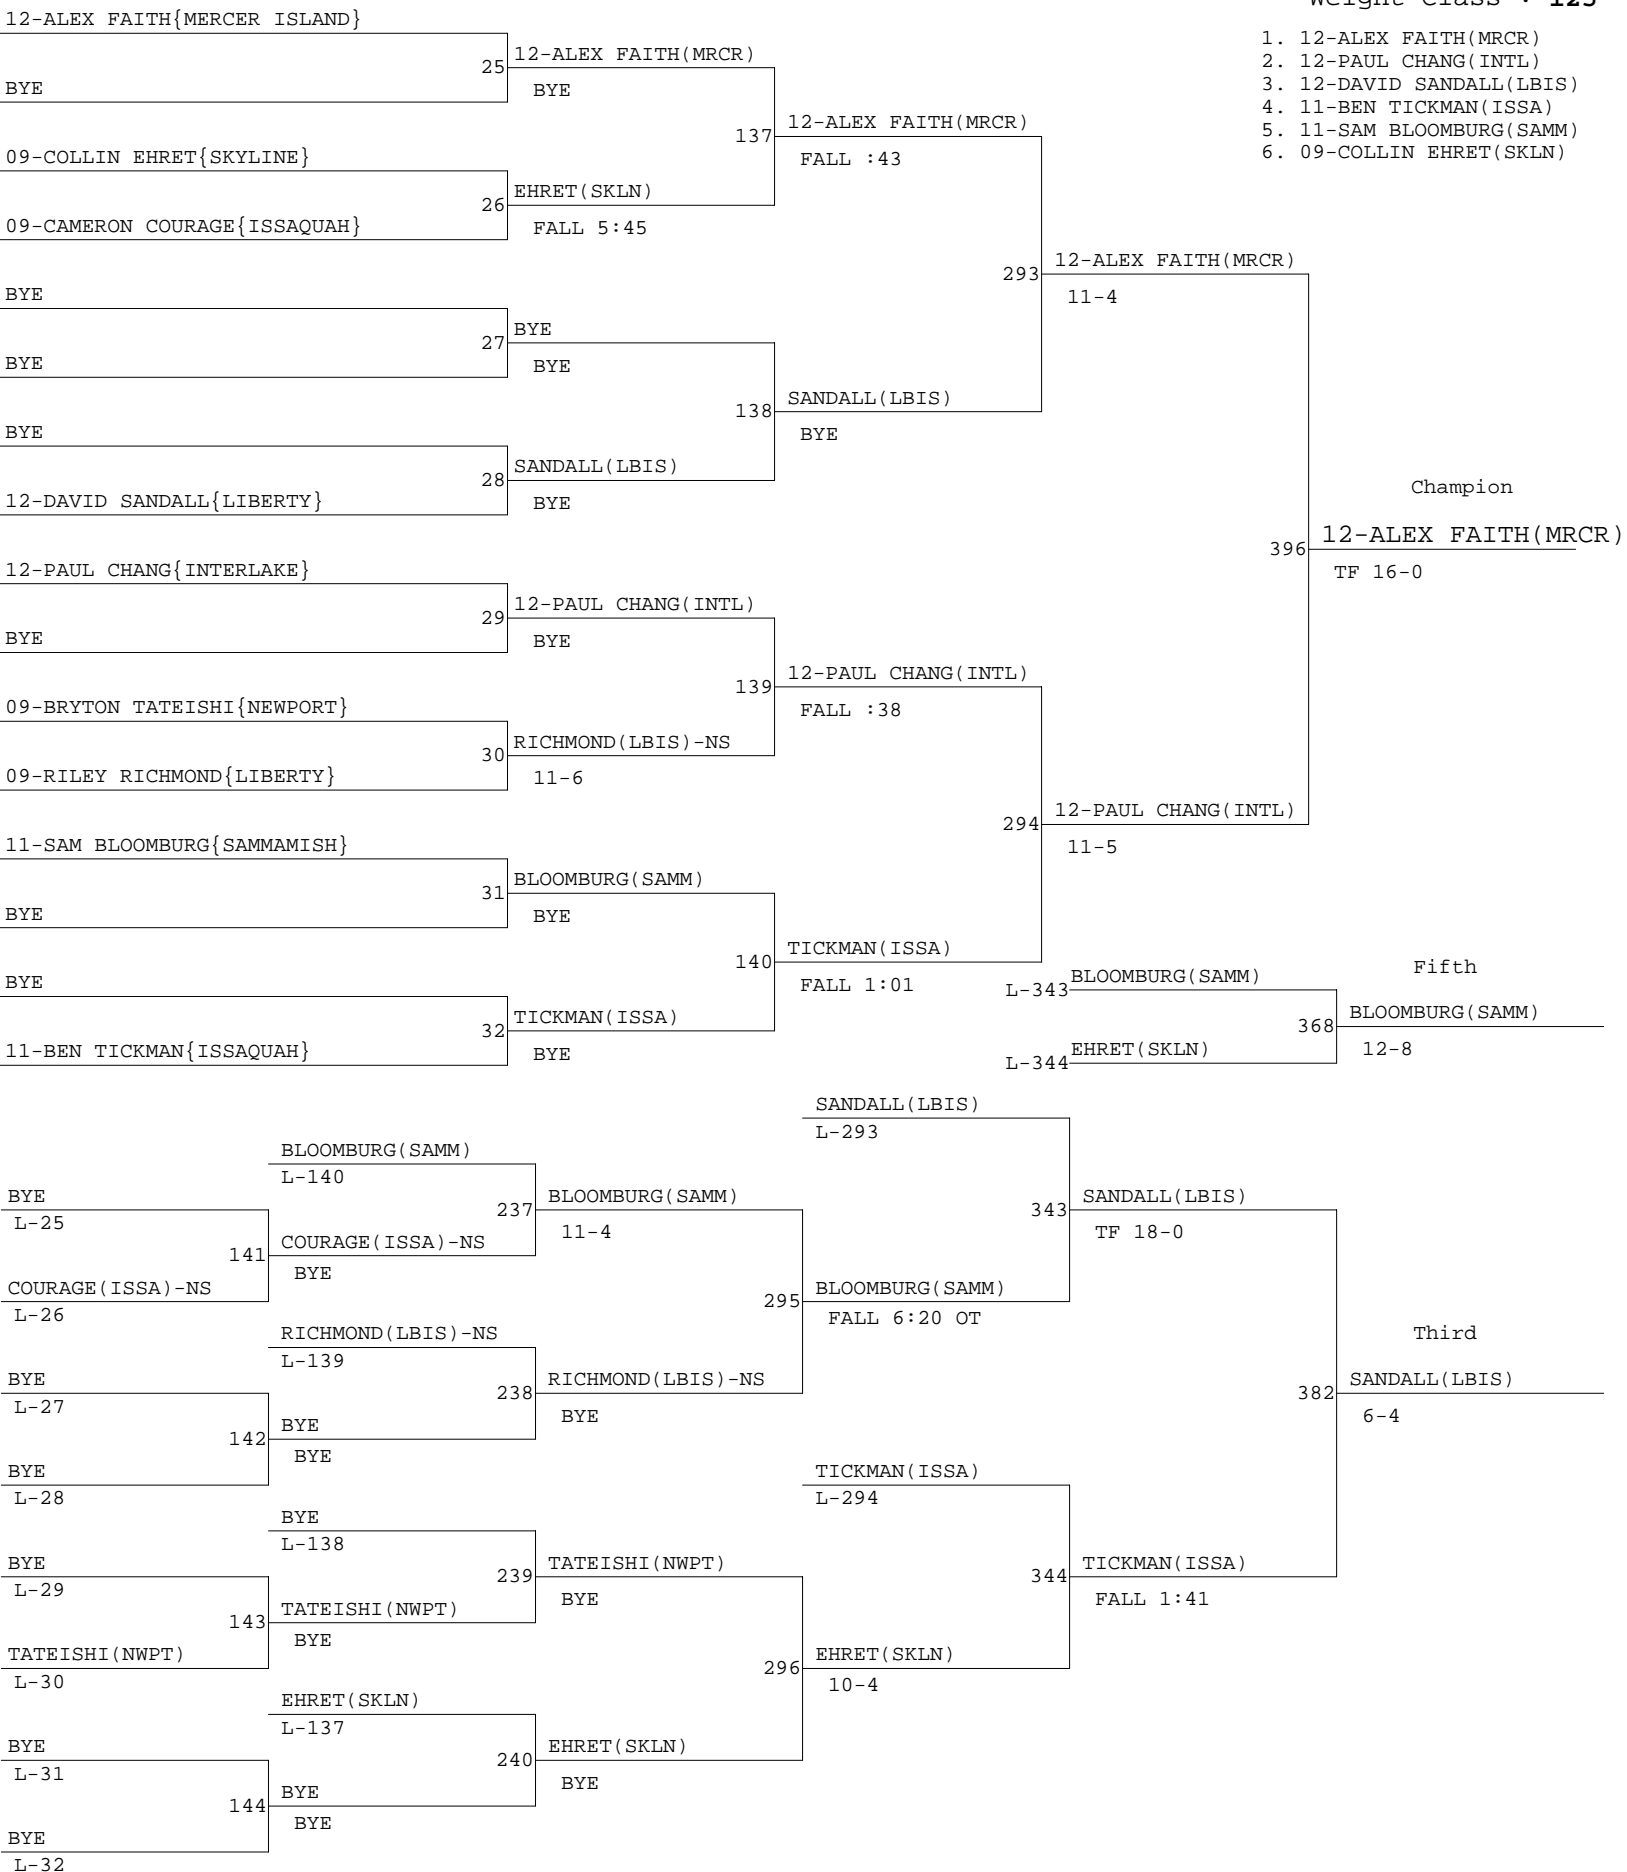 Weight Class : 125
1. 12-ALEX FAITH(MRCR)
2. 12-PAUL CHANG(INTL)
3. 12-DAVID SANDALL(LBIS)
4. 11-BEN TICKMAN(ISSA)
5. 11-SAM BLOOMBURG(SAMM)
6. 09-COLLIN EHRET(SKLN)
12-ALEX FAITH{MERCER ISLAND}
25 12-ALEX FAITH(MRCR)
BYE
BYE
137 12-ALEX FAITH(MRCR)
FALL :43
09-COLLIN EHRET{SKYLINE}
26 EHRET(SKLN)
09-CAMERON COURAGE{ISSAQUAH}
FALL 5:45
293 12-ALEX FAITH(MRCR)
11-4
BYE
27 BYE
BYE
BYE
138 SANDALL(LBIS)
BYE
BYE
28 SANDALL(LBIS)
12-DAVID SANDALL{LIBERTY}
BYE
Champion
396 12-ALEX FAITH(MRCR)
TF 16-0
12-PAUL CHANG{INTERLAKE}
29 12-PAUL CHANG(INTL)
BYE
BYE
139 12-PAUL CHANG(INTL)
FALL :38
09-BRYTON TATEISHI{NEWPORT}
30 RICHMOND(LBIS)-NS
09-RILEY RICHMOND{LIBERTY}
11-6
294 12-PAUL CHANG(INTL)
11-5
11-SAM BLOOMBURG{SAMMAMISH}
31 BLOOMBURG(SAMM)
BYE
BYE
140 TICKMAN(ISSA)
FALL 1:01
BYE
32 TICKMAN(ISSA)
11-BEN TICKMAN{ISSAQUAH}
BYE
Fifth
L-343 BLOOMBURG(SAMM)
368 BLOOMBURG(SAMM)
12-8
L-344 EHRET(SKLN)
SANDALL(LBIS)
L-293
BLOOMBURG(SAMM)
L-140
BYE
L-25
237 BLOOMBURG(SAMM)
11-4
343 SANDALL(LBIS)
TF 18-0
141 COURAGE(ISSA)-NS
BYE
COURAGE(ISSA)-NS
L-26
295 BLOOMBURG(SAMM)
FALL 6:20 OT
RICHMOND(LBIS)-NS
L-139
Third
BYE
L-27
238 RICHMOND(LBIS)-NS
BYE
382 SANDALL(LBIS)
6-4
142 BYE
BYE
BYE
L-28
TICKMAN(ISSA)
L-294
BYE
L-138
BYE
L-29
239 TATEISHI(NWPT)
BYE
344 TICKMAN(ISSA)
FALL 1:41
143 TATEISHI(NWPT)
BYE
TATEISHI(NWPT)
L-30
296 EHRET(SKLN)
10-4
EHRET(SKLN)
L-137
BYE
L-31
240 EHRET(SKLN)
BYE
144 BYE
BYE
BYE
L-32